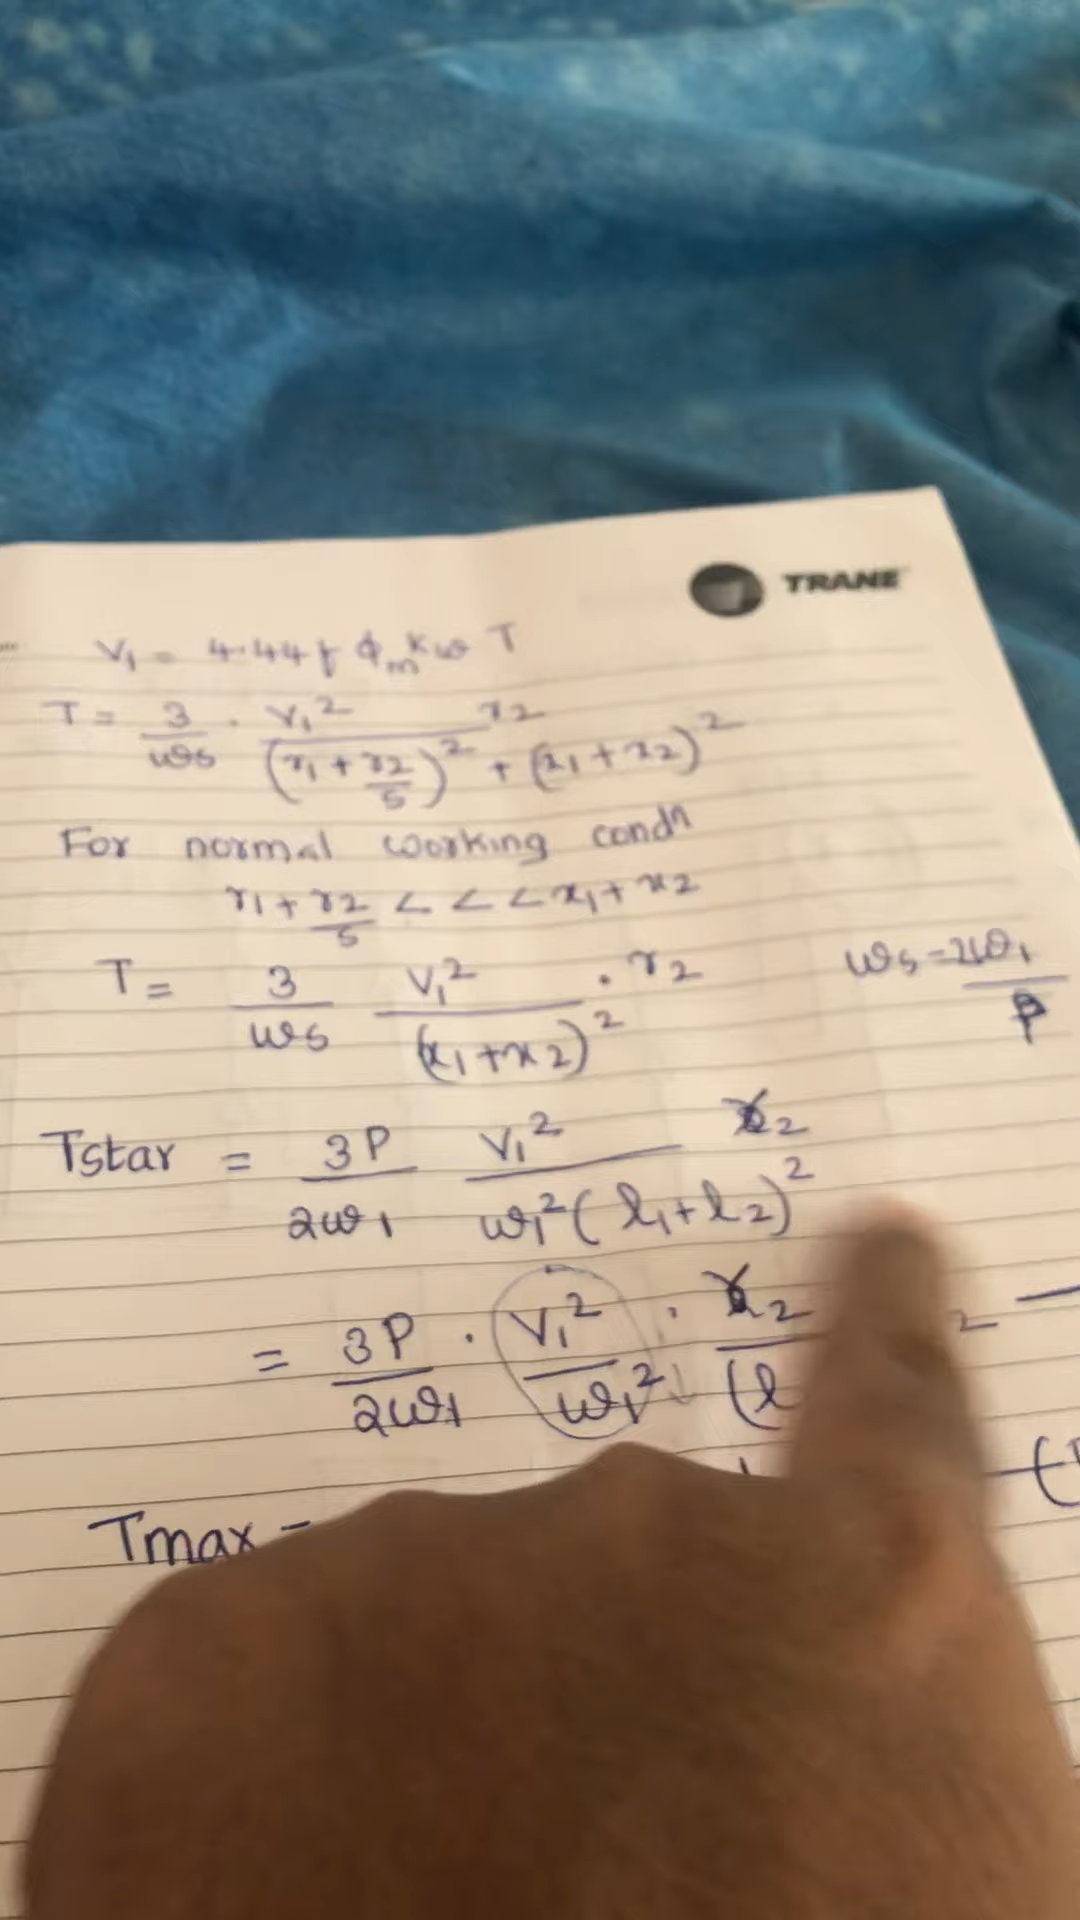 TRANE
V₁ = 4.44 f ϕₘ Kω T
T = 3/ωs · V₁² r₂/(r₁ + r₂/s)² + (x₁ + x₂)²
For normal working condn
r₁ + r₂/s < < < x₁ + x₂
T = 3/ωs V₁²/(x₁ + x₂)² · r₂
ωs = 2ω₁/P
Tstar = 3P/2ω₁ V₁²/ω₁²(l₁ + l₂)² r₂
= 3P/2ω₁ · V₁²/ω₁² · r₂/(l
Tmax =